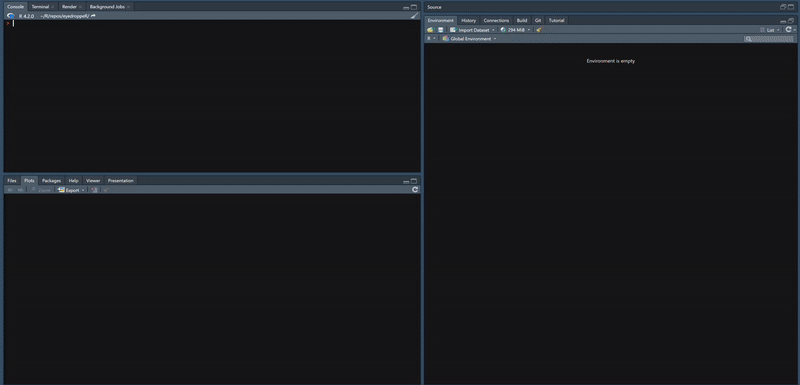 Console Terminal Render Background Jobs
R 4.2.0 · ~/R/repos/eyedroppeR/
>
Files Plots Packages Help Viewer Presentation
Zoom Export
Source
Environment History Connections Build Git Tutorial
Import Dataset 294 MiB List
R Global Environment
Environment is empty